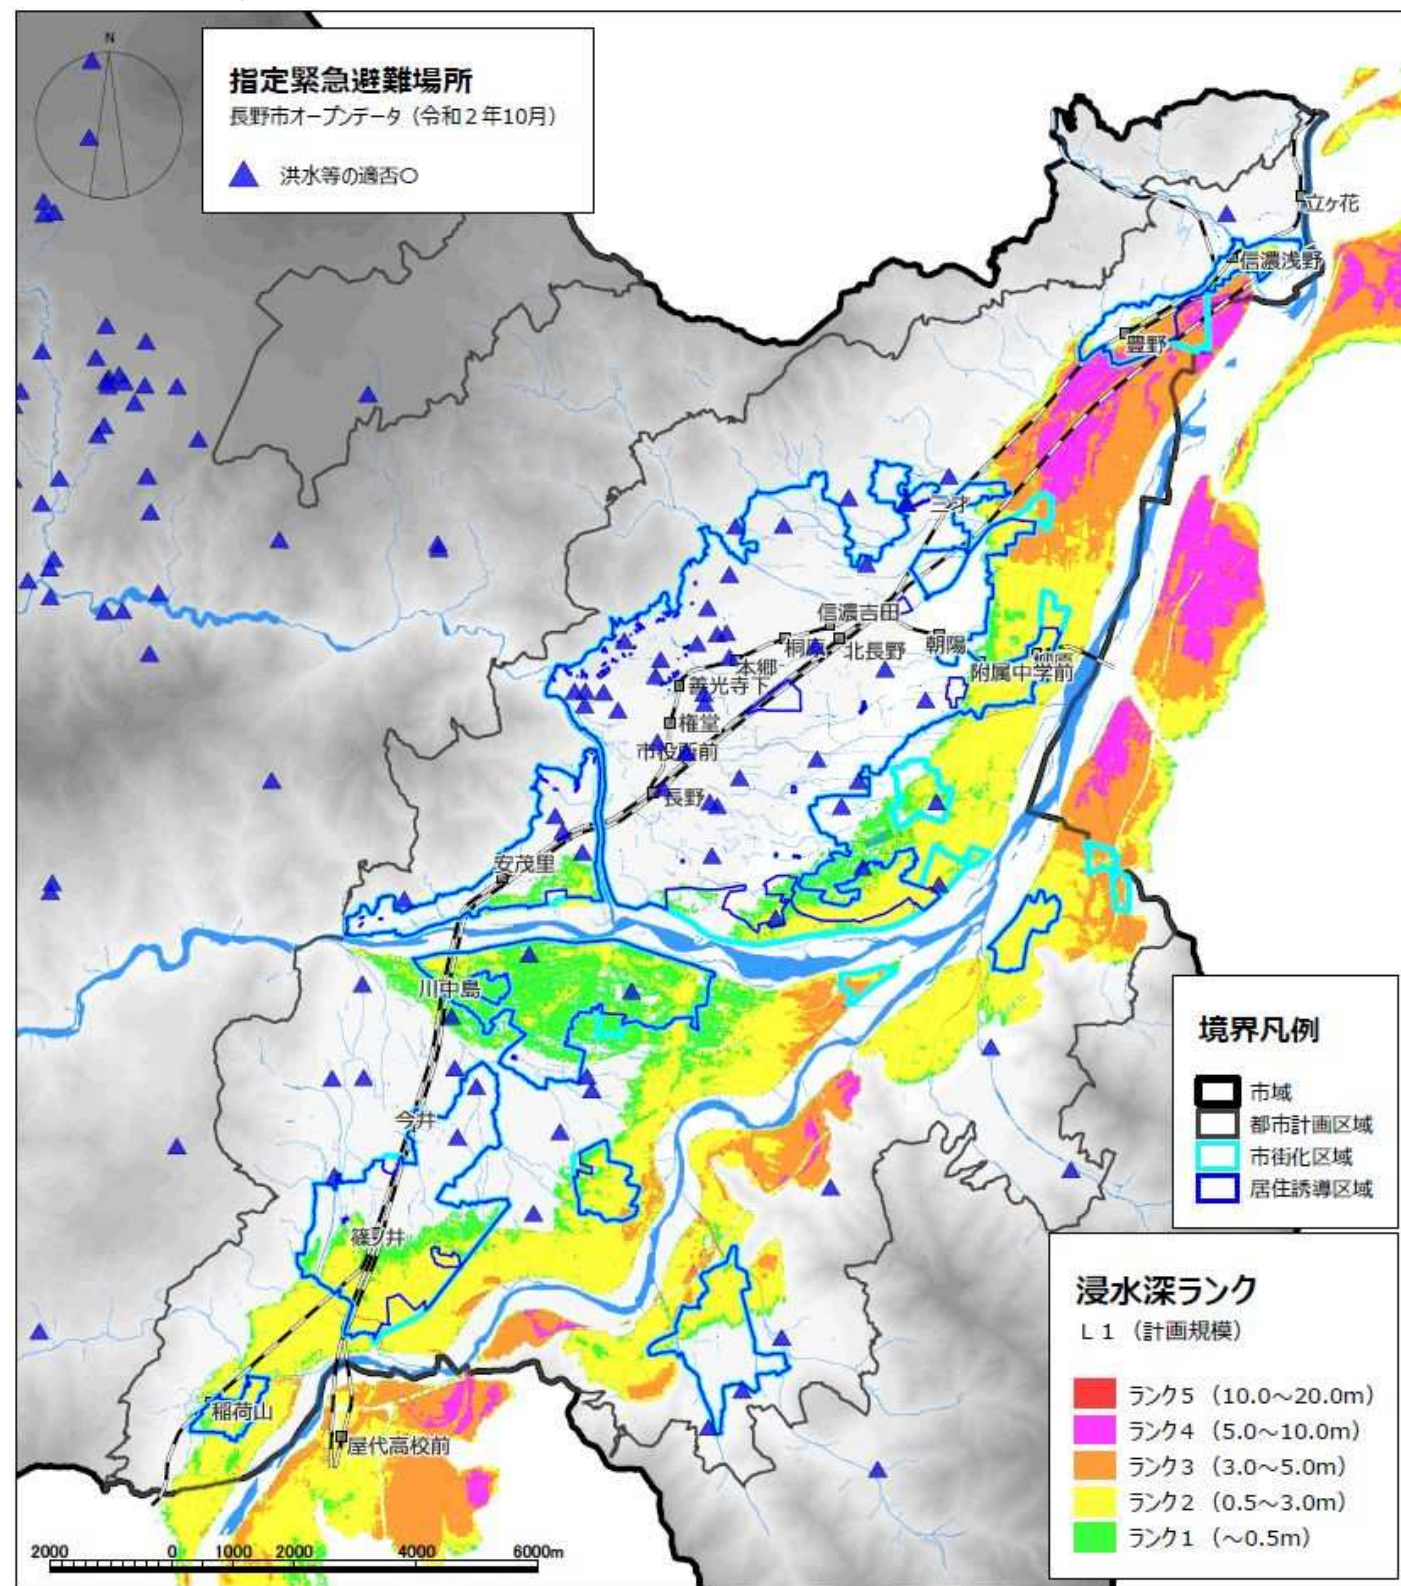 N
指定緊急避難場所
長野市オープンデータ（令和２年10月）
洪水等の適否○
立ヶ花
信濃浅野
豊野
三才
信濃吉田
桐原
北長野
朝陽
附属中学前
本郷
善光寺下
権堂
市役所前
長野
安茂里
川中島
今井
篠ノ井
稲荷山
屋代高校前
境界凡例
市域
都市計画区域
市街化区域
居住誘導区域
浸水深ランク
Ｌ１（計画規模）
ランク５（10.0～20.0m）
ランク４（5.0～10.0m）
ランク３（3.0～5.0m）
ランク２（0.5～3.0m）
ランク１（～0.5m）
2000 0 1000 2000 4000 6000m